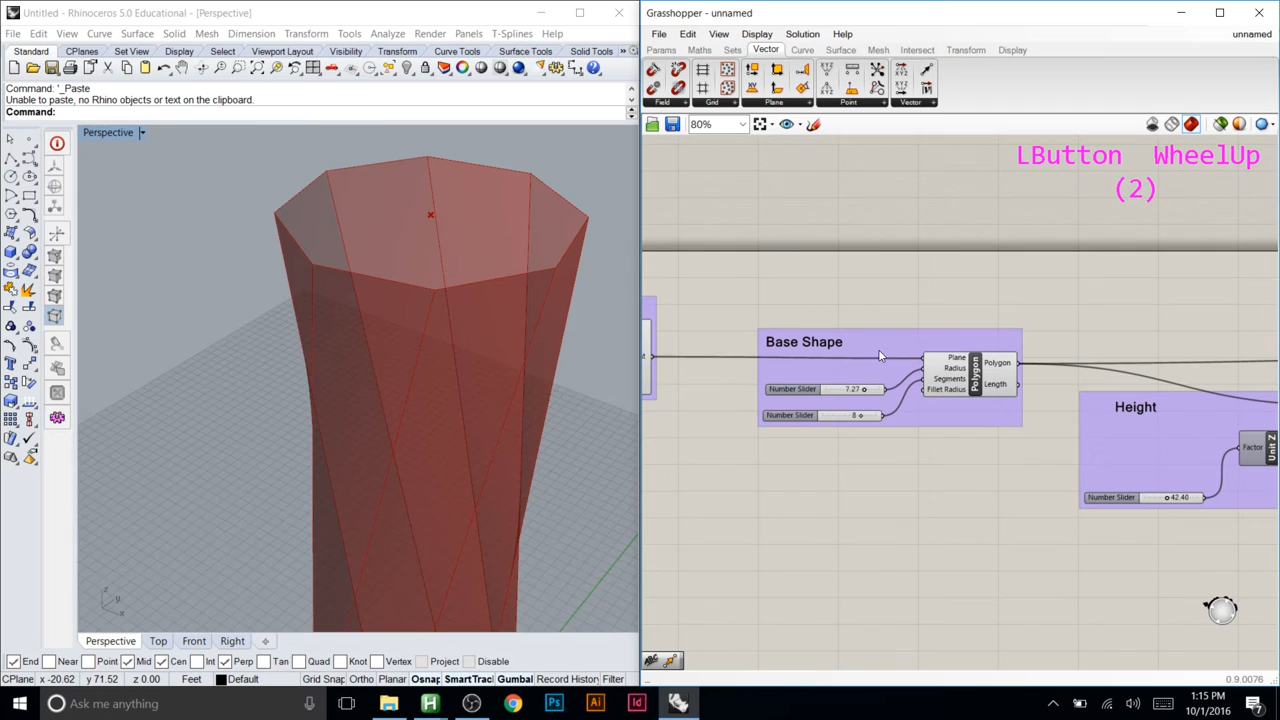 Untitled - Rhinoceros 5.0 Educational - [Perspective]
File Edit View Curve Surface Solid Mesh Dimension Transform Tools Analyze Render Panels T-Splines Help
Standard CPlanes Set View Display Select Viewport Layout Visibility Transform Curve Tools Surface Tools Solid Tools »
Command: '_Paste
Unable to paste, no Rhino objects or text on the clipboard.
Command:
Perspective
z
y
x
Perspective Top Front Right
End Near Point Mid Cen Int Perp Tan Quad Knot Vertex Project Disable
CPlane x -20.62 y 71.52 z 0.00 Feet Default Grid Snap Ortho Planar Osnap SmartTrac Gumbal Record History Filter
Grasshopper - unnamed
File Edit View Display Solution Help unnamed
Params Maths Sets Vector Curve Surface Mesh Intersect Transform Display
Field Grid Plane Point Vector
80%
LButton WheelUp
(2)
Base Shape
Plane
Radius
Segments
Fillet Radius
Polygon
Polygon
Length
Number Slider 7.27
Number Slider 8
Height
Factor
Unit Z
Number Slider 42.40
0.9.0076
Ask me anything
1:15 PM
10/1/2016